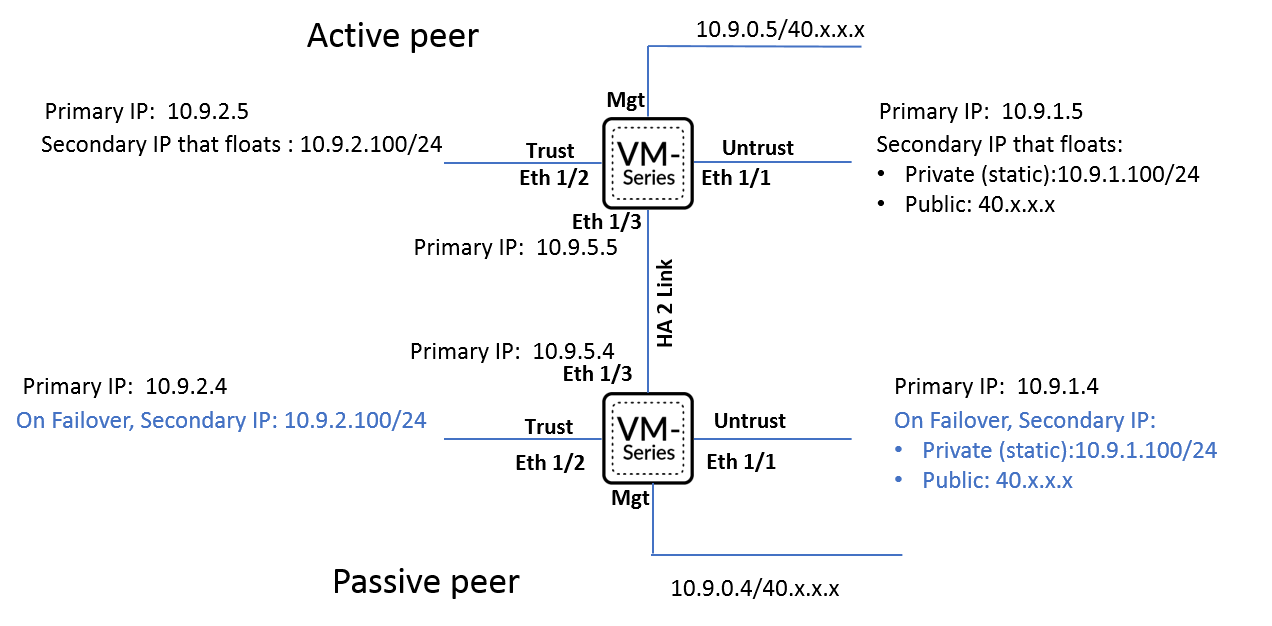 Active peer
10.9.0.5/40.x.x.x
Mgt
Primary IP: 10.9.2.5
Secondary IP that floats : 10.9.2.100/24
Trust
Eth 1/2
VM-
Series
Untrust
Eth 1/1
Primary IP: 10.9.1.5
Secondary IP that floats:
• Private (static):10.9.1.100/24
• Public: 40.x.x.x
Eth 1/3
Primary IP: 10.9.5.5
HA 2 Link
Primary IP: 10.9.5.4
Eth 1/3
Primary IP: 10.9.2.4
On Failover, Secondary IP: 10.9.2.100/24
Trust
Eth 1/2
VM-
Series
Untrust
Eth 1/1
Primary IP: 10.9.1.4
On Failover, Secondary IP:
• Private (static):10.9.1.100/24
• Public: 40.x.x.x
Mgt
Passive peer
10.9.0.4/40.x.x.x